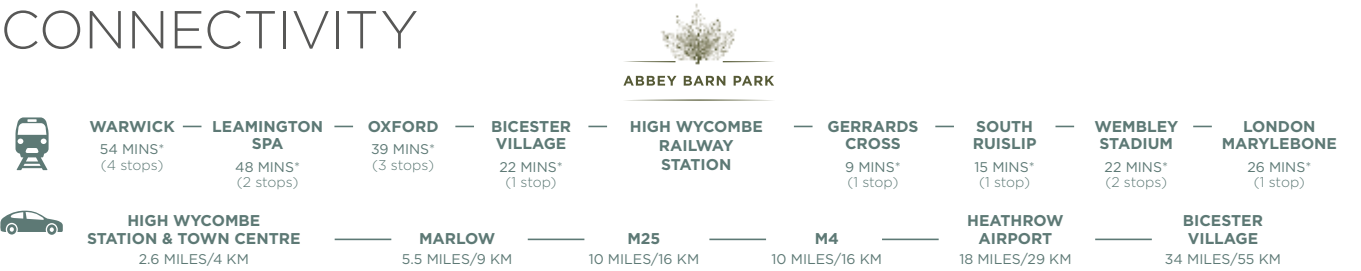 CONNECTIVITY
ABBEY BARN PARK
WARWICK
54 MINS*
(4 stops)
LEAMINGTON
SPA
48 MINS*
(2 stops)
OXFORD
39 MINS*
(3 stops)
BICESTER
VILLAGE
22 MINS*
(1 stop)
HIGH WYCOMBE
RAILWAY
STATION
GERRARDS
CROSS
9 MINS*
(1 stop)
SOUTH
RUISLIP
15 MINS*
(1 stop)
WEMBLEY
STADIUM
22 MINS*
(2 stops)
LONDON
MARYLEBONE
26 MINS*
(1 stop)
HIGH WYCOMBE
STATION & TOWN CENTRE
2.6 MILES/4 KM
MARLOW
5.5 MILES/9 KM
M25
10 MILES/16 KM
M4
10 MILES/16 KM
HEATHROW
AIRPORT
18 MILES/29 KM
BICESTER
VILLAGE
34 MILES/55 KM